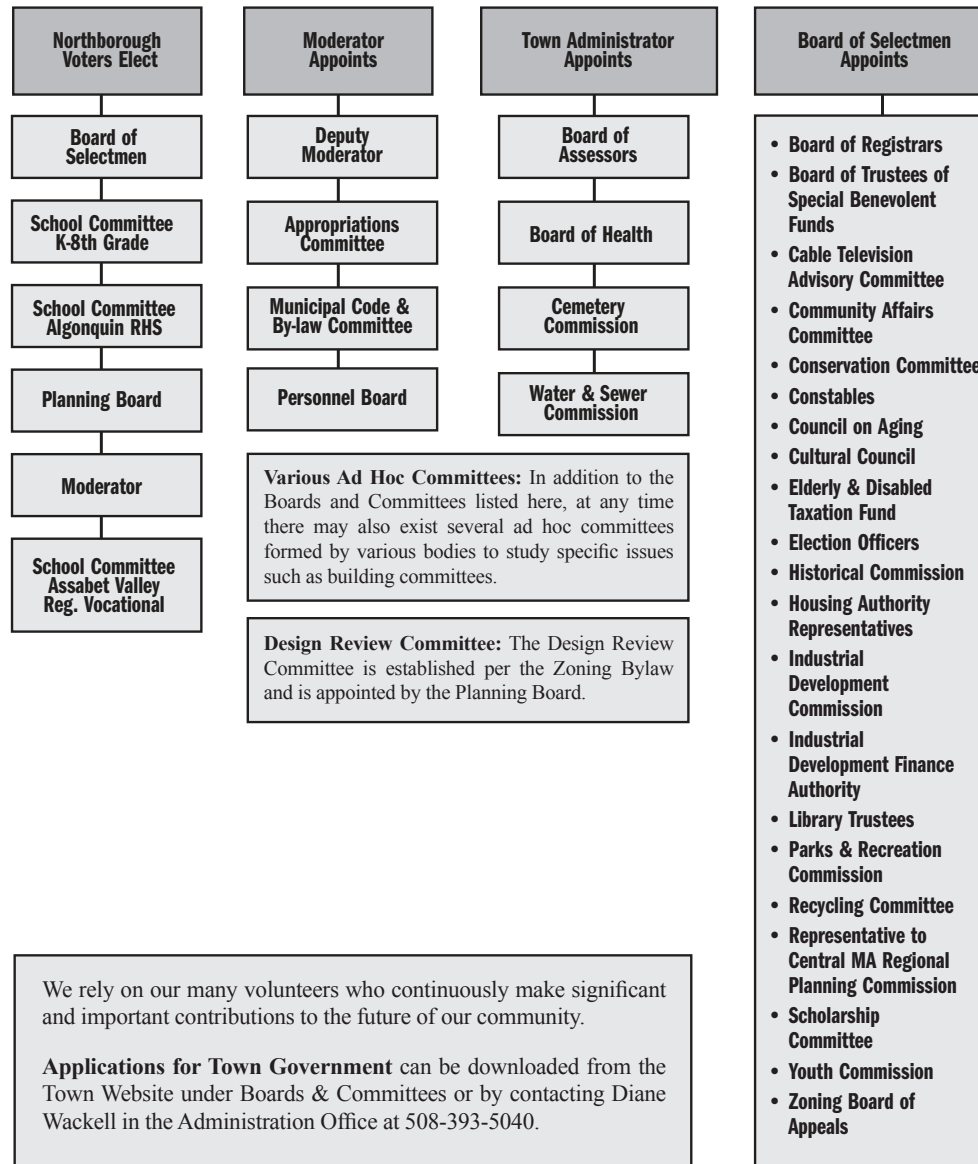 Northborough
Voters Elect
Board of
Selectmen
School Committee
K-8th Grade
School Committee
Algonquin RHS
Planning Board
Moderator
School Committee
Assabet Valley
Reg. Vocational
Moderator
Appoints
Deputy
Moderator
Appropriations
Committee
Municipal Code &
By-law Committee
Personnel Board
Town Administrator
Appoints
Board of
Assessors
Board of Health
Cemetery
Commission
Water & Sewer
Commission
Various Ad Hoc Committees: In addition to the
Boards and Committees listed here, at any time
there may also exist several ad hoc committees
formed by various bodies to study specific issues
such as building committees.
Design Review Committee: The Design Review
Committee is established per the Zoning Bylaw
and is appointed by the Planning Board.
Board of Selectmen
Appoints
• Board of Registrars
• Board of Trustees of
Special Benevolent
Funds
• Cable Television
Advisory Committee
• Community Affairs
Committee
• Conservation Committee
• Constables
• Council on Aging
• Cultural Council
• Elderly & Disabled
Taxation Fund
• Election Officers
• Historical Commission
• Housing Authority
Representatives
• Industrial
Development
Commission
• Industrial
Development Finance
Authority
• Library Trustees
• Parks & Recreation
Commission
• Recycling Committee
• Representative to
Central MA Regional
Planning Commission
• Scholarship
Committee
• Youth Commission
• Zoning Board of
Appeals
We rely on our many volunteers who continuously make significant
and important contributions to the future of our community.
Applications for Town Government can be downloaded from the
Town Website under Boards & Committees or by contacting Diane
Wackell in the Administration Office at 508-393-5040.